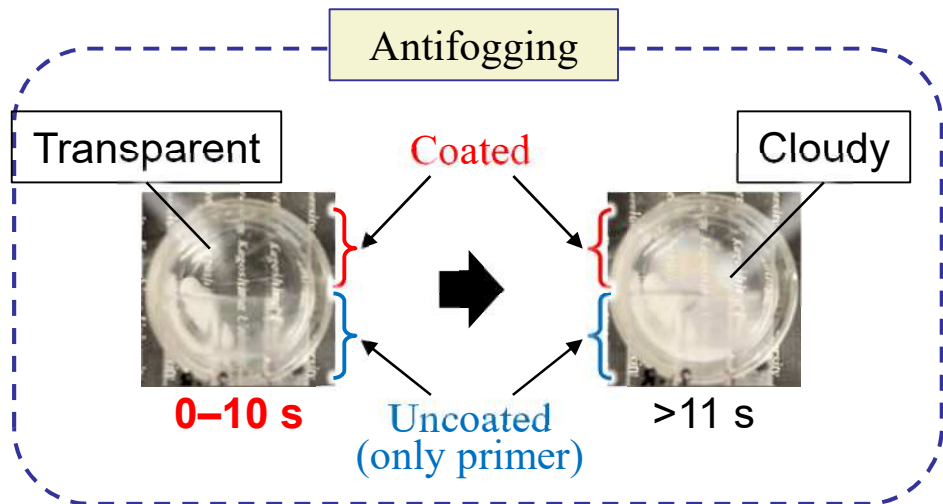 Antifogging
Transparent
Coated
Cloudy
0–10 s
Uncoated
(only primer)
>11 s